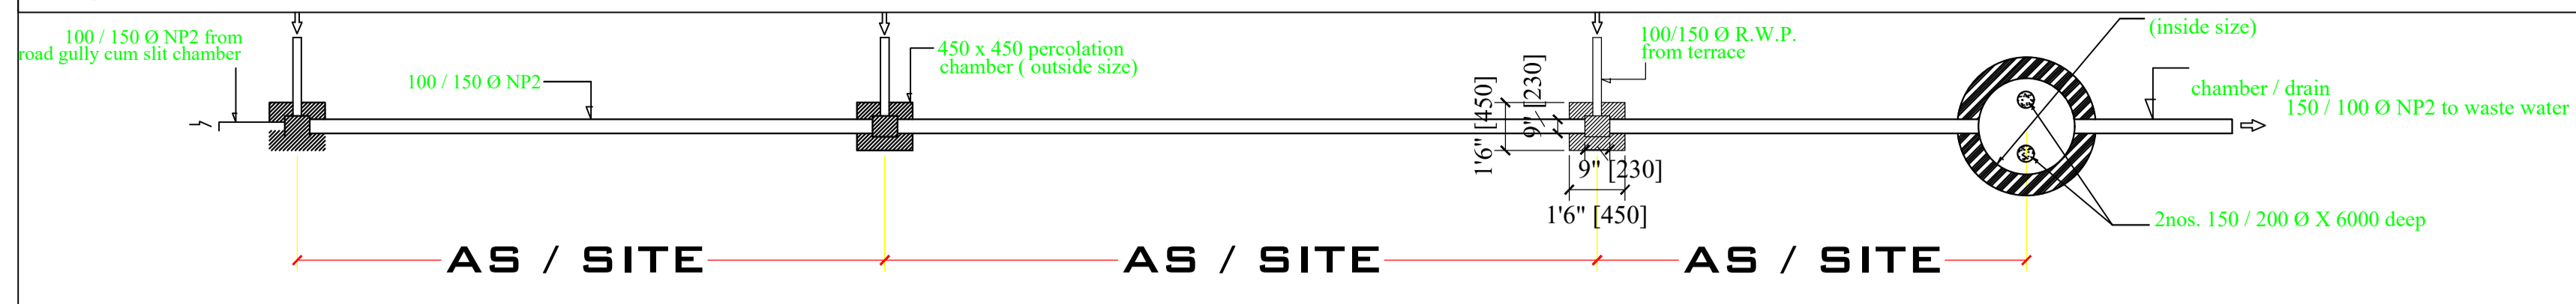 100 / 150 Ø NP2 from
road gully cum slit chamber
100 / 150 Ø NP2
450 x 450 percolation
chamber ( outside size)
1'6" [450]
9" [230]
100/150 Ø R.W.P.
from terrace
9" [230]
1'6" [450]
(inside size)
chamber / drain
150 / 100 Ø NP2 to waste water
2nos. 150 / 200 Ø X 6000 deep
AS / SITE
AS / SITE
AS / SITE